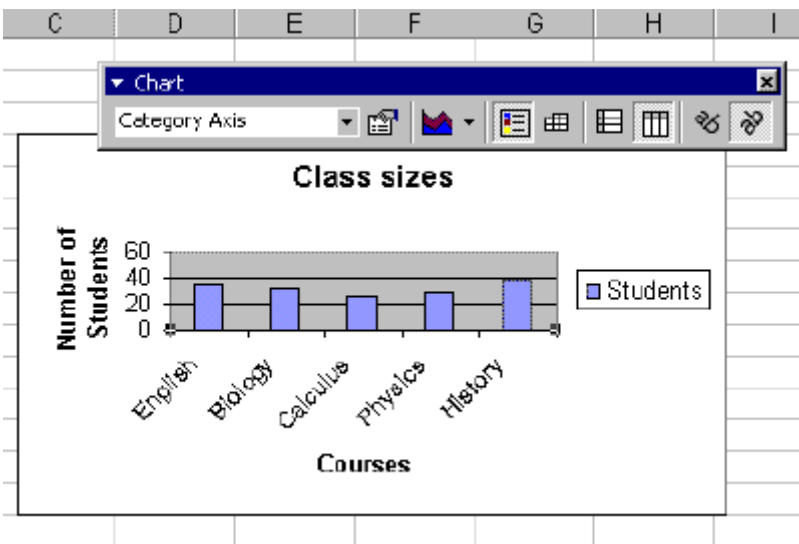 C D E F G H I
Chart
Category Axis
Class sizes
Number of
Students
60
40
20
0
Students
English Biology Calculus Physics History
Courses